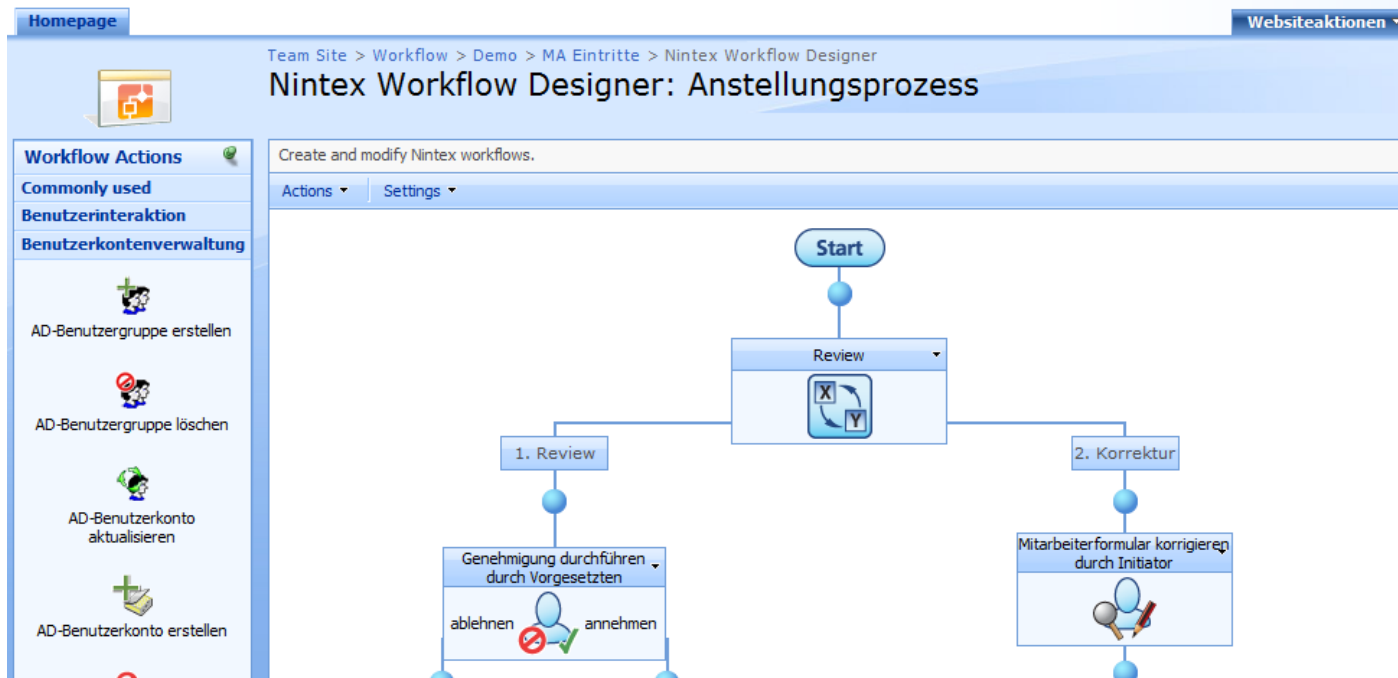 Homepage
Websiteaktionen
Team Site > Workflow > Demo > MA Eintritte > Nintex Workflow Designer
Nintex Workflow Designer: Anstellungsprozess
Workflow Actions
Commonly used
Benutzerinteraktion
Benutzerkontenverwaltung
AD-Benutzergruppe erstellen
AD-Benutzergruppe löschen
AD-Benutzerkonto
aktualisieren
AD-Benutzerkonto erstellen
Create and modify Nintex workflows.
Actions Settings
Start
Review
X
Y
1. Review
2. Korrektur
Genehmigung durchführen
durch Vorgesetzten
ablehnen annehmen
Mitarbeiterformular korrigieren
durch Initiator